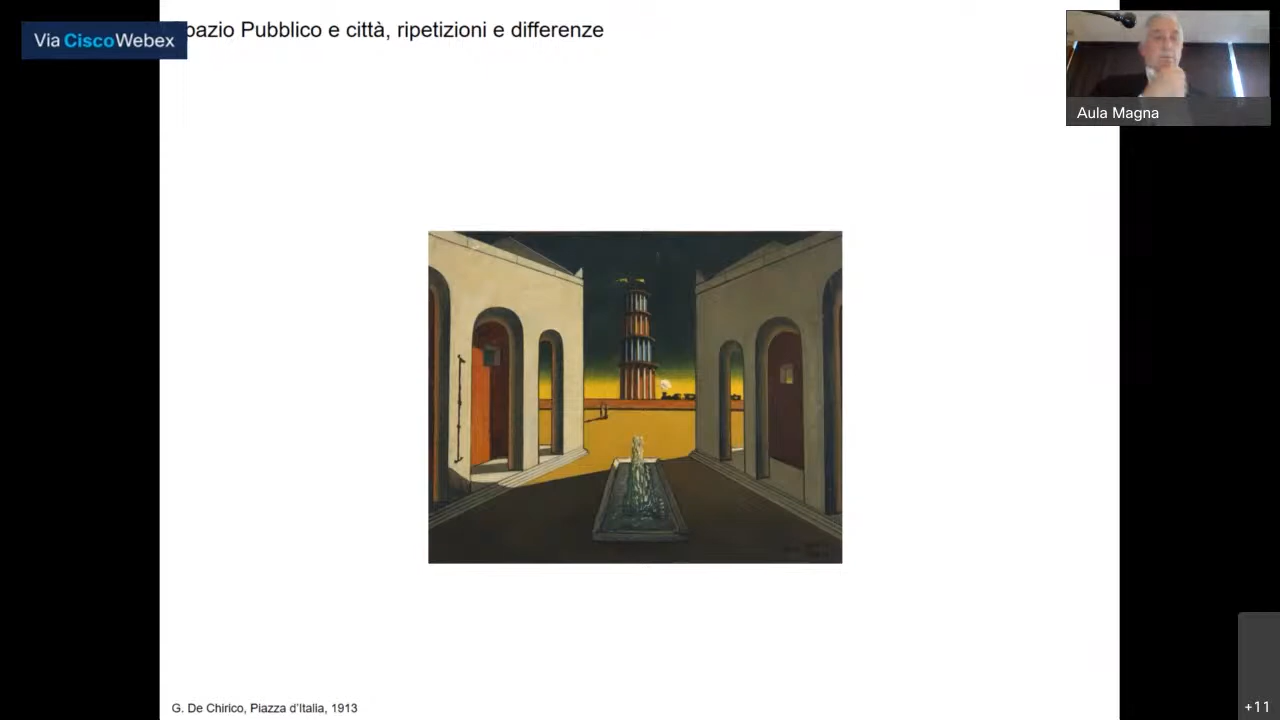 pazio Pubblico e città, ripetizioni e differenze
Via CiscoWebex
Aula Magna
G. De Chirico, Piazza d'Italia, 1913
+11